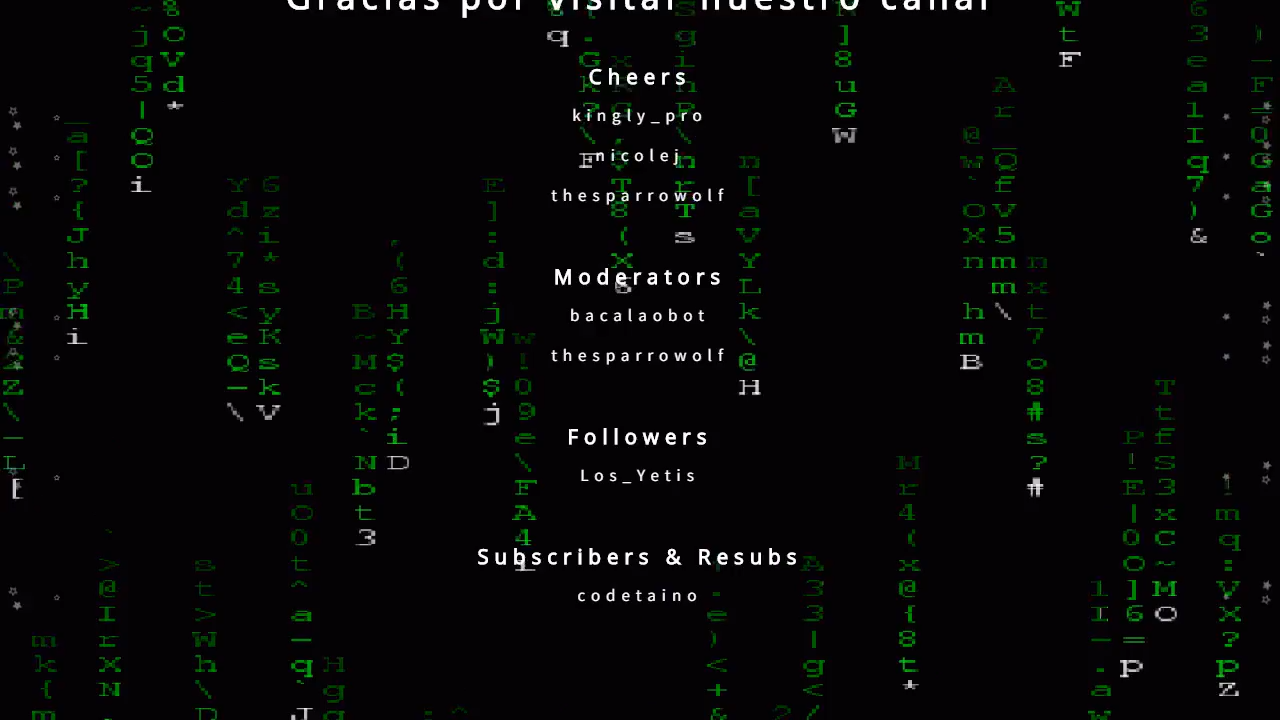 Gracias por visitar nuestro canal
Cheers
kingly_pro
nicolej
thesparrowolf
Moderators
bacalaobot
thesparrowolf
Followers
Los_Yetis
Subscribers & Resubs
codetaino